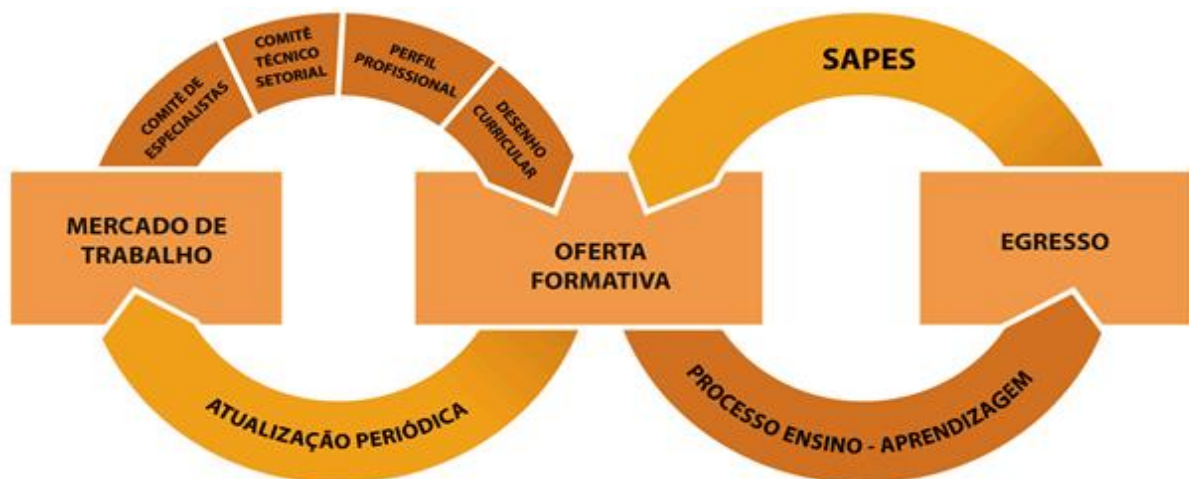 COMITÊ DE
ESPECIALISTAS
COMITÊ
TÉCNICO
SETORIAL
PERFIL
PROFISSIONAL
DESENHO
CURRICULAR
SAPES
MERCADO DE
TRABALHO
OFERTA
FORMATIVA
EGRESSO
ATUALIZAÇÃO PERIÓDICA
PROCESSO ENSINO - APRENDIZAGEM